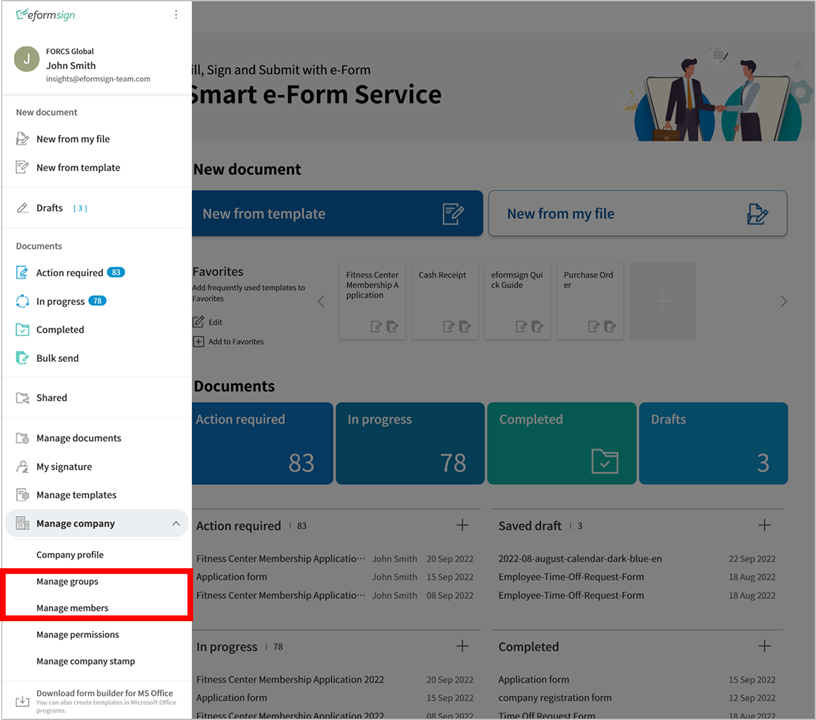 eformsign
FORCS Global
J
John Smith
insights@eformsign-team.com
New document
New from my file
New from template
Drafts [ 3 ]
Documents
Action required 83
In progress 78
Completed
Bulk send
Shared
Manage documents
My signature
Manage templates
Manage company
Company profile
Manage groups
Manage members
Manage permissions
Manage company stamp
Download form builder for MS Office
You can also create templates in Microsoft Office
programs.
ill, Sign and Submit with e-Form
Smart e-Form Service
New document
New from template
New from my file
Favorites
Add frequently used templates to
Favorites
Edit
Add to Favorites
Fitness Center
Membership A
pplication
Cash Receipt
eformsign Qui
ck Guide
Purchase Ord
er
Documents
Action required
83
In progress
78
Completed
Drafts
3
Action required | 83
Fitness Center Membership Applicatio··· John Smith 20 Sep 2022
Application form John Smith 15 Sep 2022
Fitness Center Membership Applicatio··· John Smith 08 Sep 2022
Saved draft | 3
2022-08-august-calendar-dark-blue-en 22 Sep 2022
Employee-Time-Off-Request-Form 18 Aug 2022
Employee-Time-Off-Request-Form 18 Aug 2022
In progress | 78
Fitness Center Membership Application 2022 20 Sep 2022
Application form 15 Sep 2022
Fitness Center Membership Application 2022 08 Sep 2022
Completed
Application form 15 Sep 2022
company registration form 12 Sep 2022
Time Off Request Form 18 Aug 2022